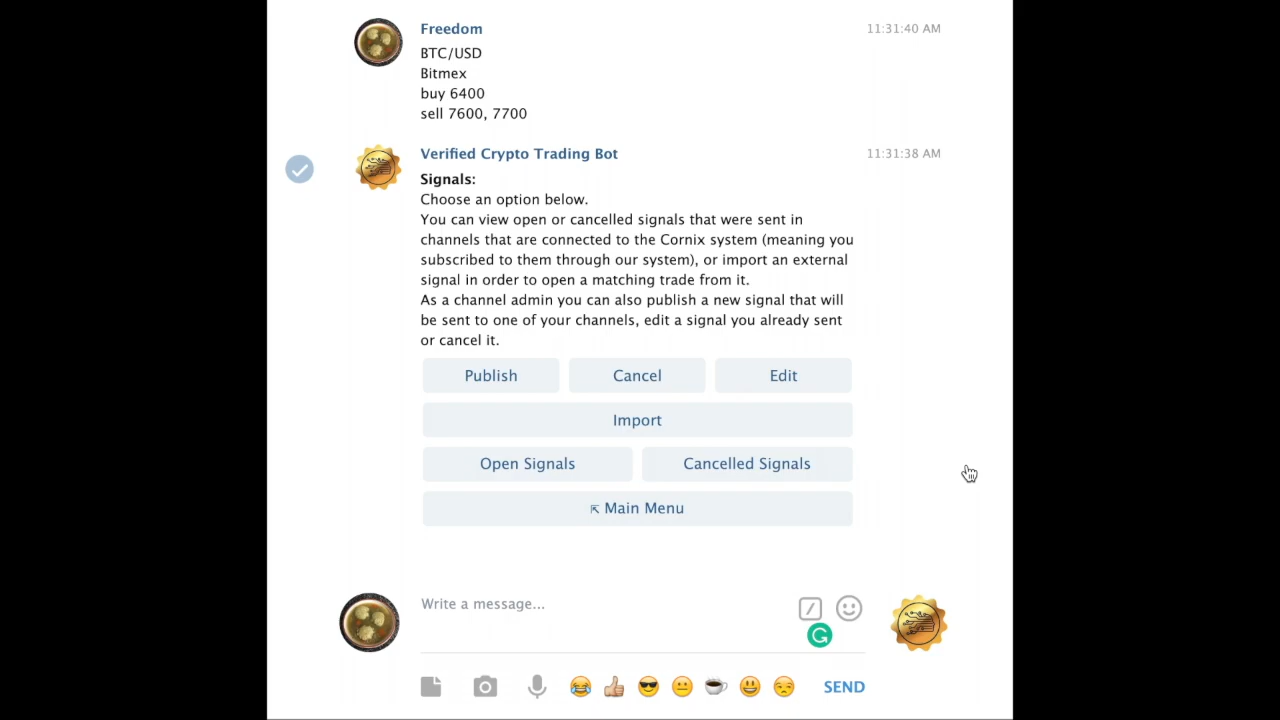 Freedom 11:31:40 AM
BTC/USD
Bitmex
buy 6400
sell 7600, 7700
Verified Crypto Trading Bot 11:31:38 AM
Signals:
Choose an option below.
You can view open or cancelled signals that were sent in
channels that are connected to the Cornix system (meaning you
subscribed to them through our system), or import an external
signal in order to open a matching trade from it.
As a channel admin you can also publish a new signal that will
be sent to one of your channels, edit a signal you already sent
or cancel it.
Publish Cancel Edit
Import
Open Signals Cancelled Signals
⇱ Main Menu
Write a message...
SEND